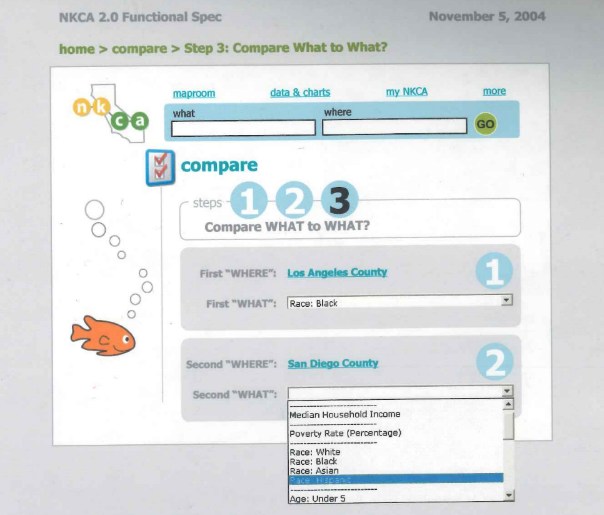 NKCA 2.0 Functional Spec November 5, 2004
home > compare > Step 3: Compare What to What?
nk
ca
maproom data & charts my NKCA more
what where
GO
compare
steps 1 2 3
Compare WHAT to WHAT?
First "WHERE": Los Angeles County 1
First "WHAT": Race: Black
Second "WHERE": San Diego County 2
Second "WHAT":
--------------------
Median Household Income
--------------------
Poverty Rate (Percentage)
--------------------
Race: White
Race: Black
Race: Asian
Race: Hispanic
--------------------
Age: Under 5